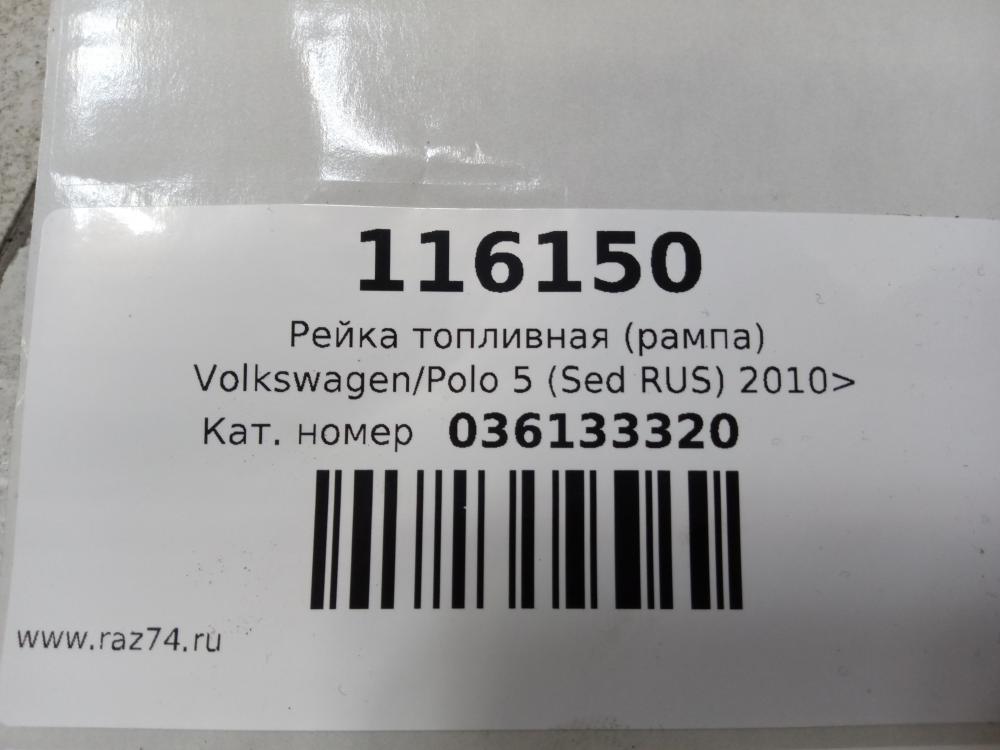 116150
Рейка топливная (рампа)
Volkswagen/Polo 5 (Sed RUS) 2010>
Кат. номер 036133320
www.raz74.ru